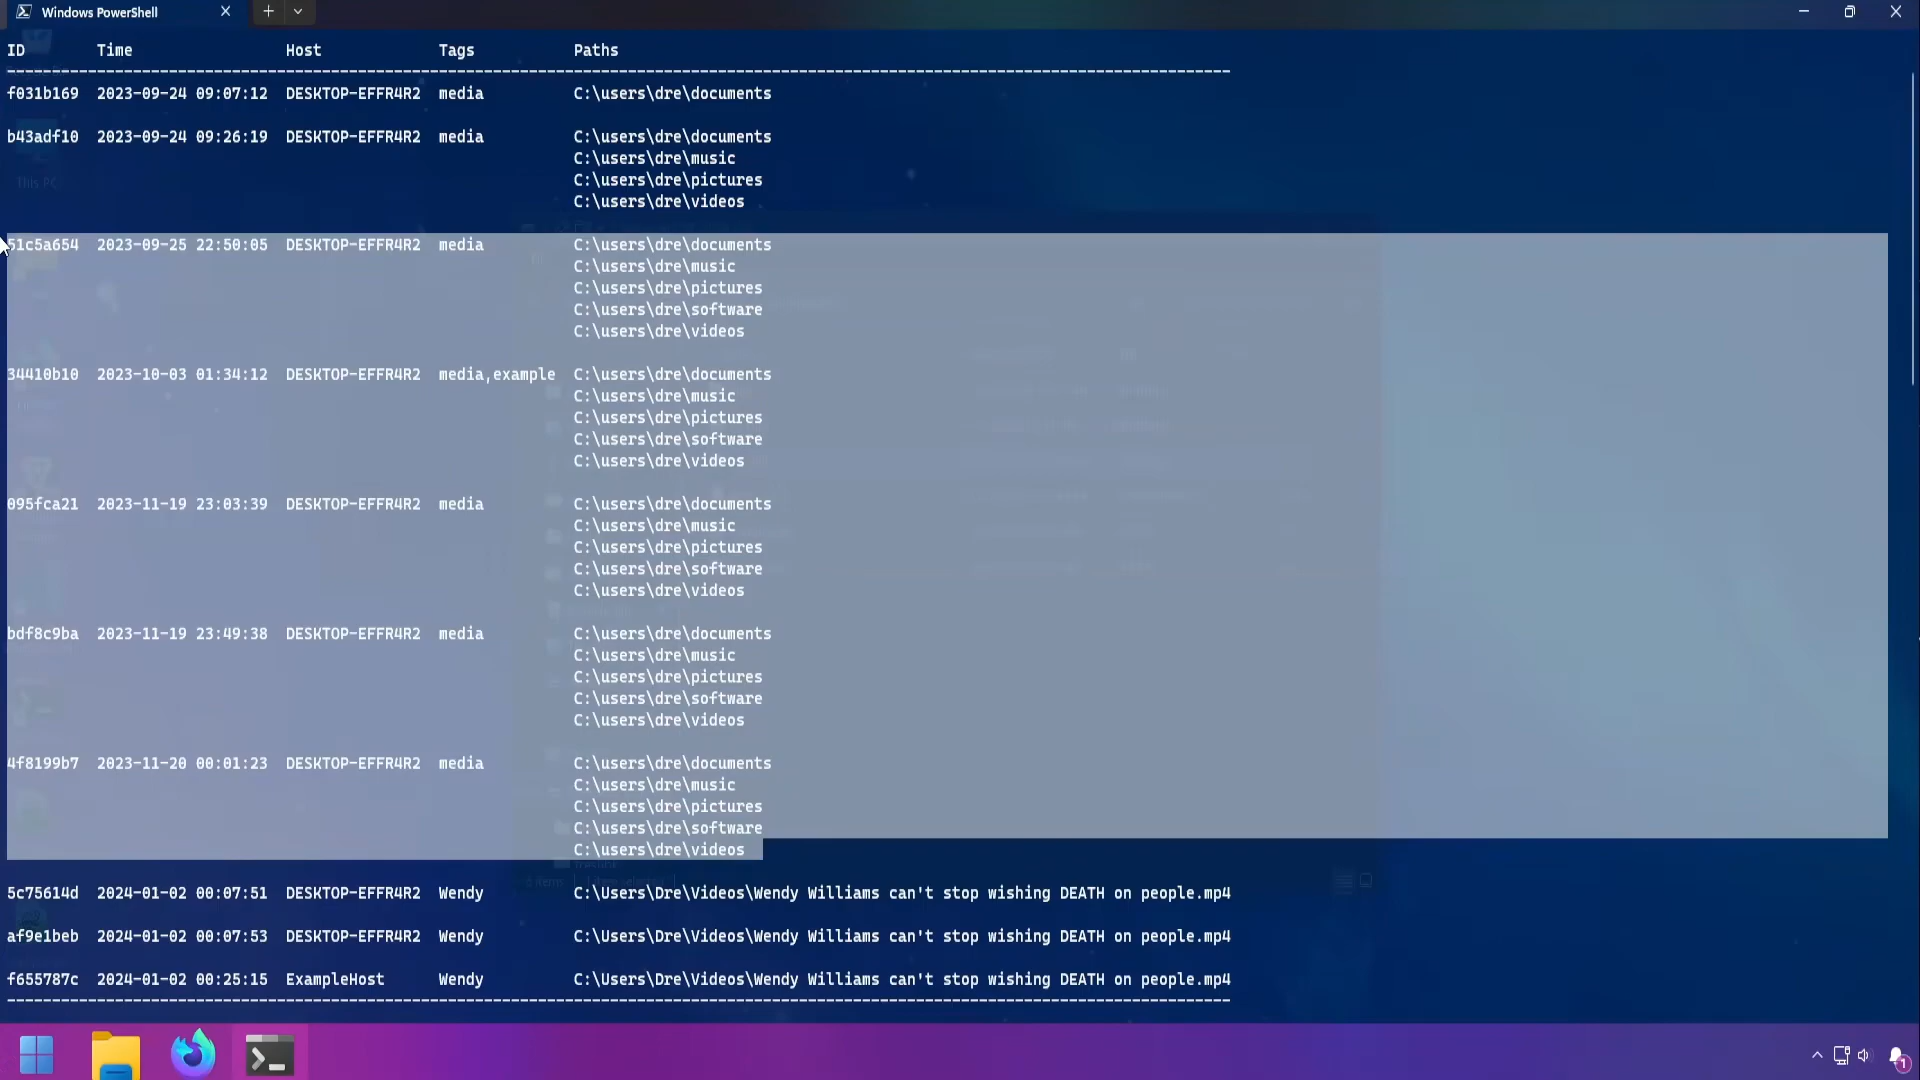 Windows PowerShell
ID Time Host Tags Paths
f031b169 2023-09-24 09:07:12 DESKTOP-EFFR4R2 media C:\users\dre\documents
b43adf10 2023-09-24 09:26:19 DESKTOP-EFFR4R2 media C:\users\dre\documents
C:\users\dre\music
C:\users\dre\pictures
C:\users\dre\videos
51c5a654 2023-09-25 22:50:05 DESKTOP-EFFR4R2 media C:\users\dre\documents
C:\users\dre\music
C:\users\dre\pictures
C:\users\dre\software
C:\users\dre\videos
34410b10 2023-10-03 01:34:12 DESKTOP-EFFR4R2 media,example C:\users\dre\documents
C:\users\dre\music
C:\users\dre\pictures
C:\users\dre\software
C:\users\dre\videos
095fca21 2023-11-19 23:03:39 DESKTOP-EFFR4R2 media C:\users\dre\documents
C:\users\dre\music
C:\users\dre\pictures
C:\users\dre\software
C:\users\dre\videos
bdf8c9ba 2023-11-19 23:49:38 DESKTOP-EFFR4R2 media C:\users\dre\documents
C:\users\dre\music
C:\users\dre\pictures
C:\users\dre\software
C:\users\dre\videos
4f8199b7 2023-11-20 00:01:23 DESKTOP-EFFR4R2 media C:\users\dre\documents
C:\users\dre\music
C:\users\dre\pictures
C:\users\dre\software
C:\users\dre\videos
5c75614d 2024-01-02 00:07:51 DESKTOP-EFFR4R2 Wendy C:\Users\Dre\Videos\Wendy Williams can't stop wishing DEATH on people.mp4
af9e1beb 2024-01-02 00:07:53 DESKTOP-EFFR4R2 Wendy C:\Users\Dre\Videos\Wendy Williams can't stop wishing DEATH on people.mp4
f655787c 2024-01-02 00:25:15 ExampleHost Wendy C:\Users\Dre\Videos\Wendy Williams can't stop wishing DEATH on people.mp4
This PC
1